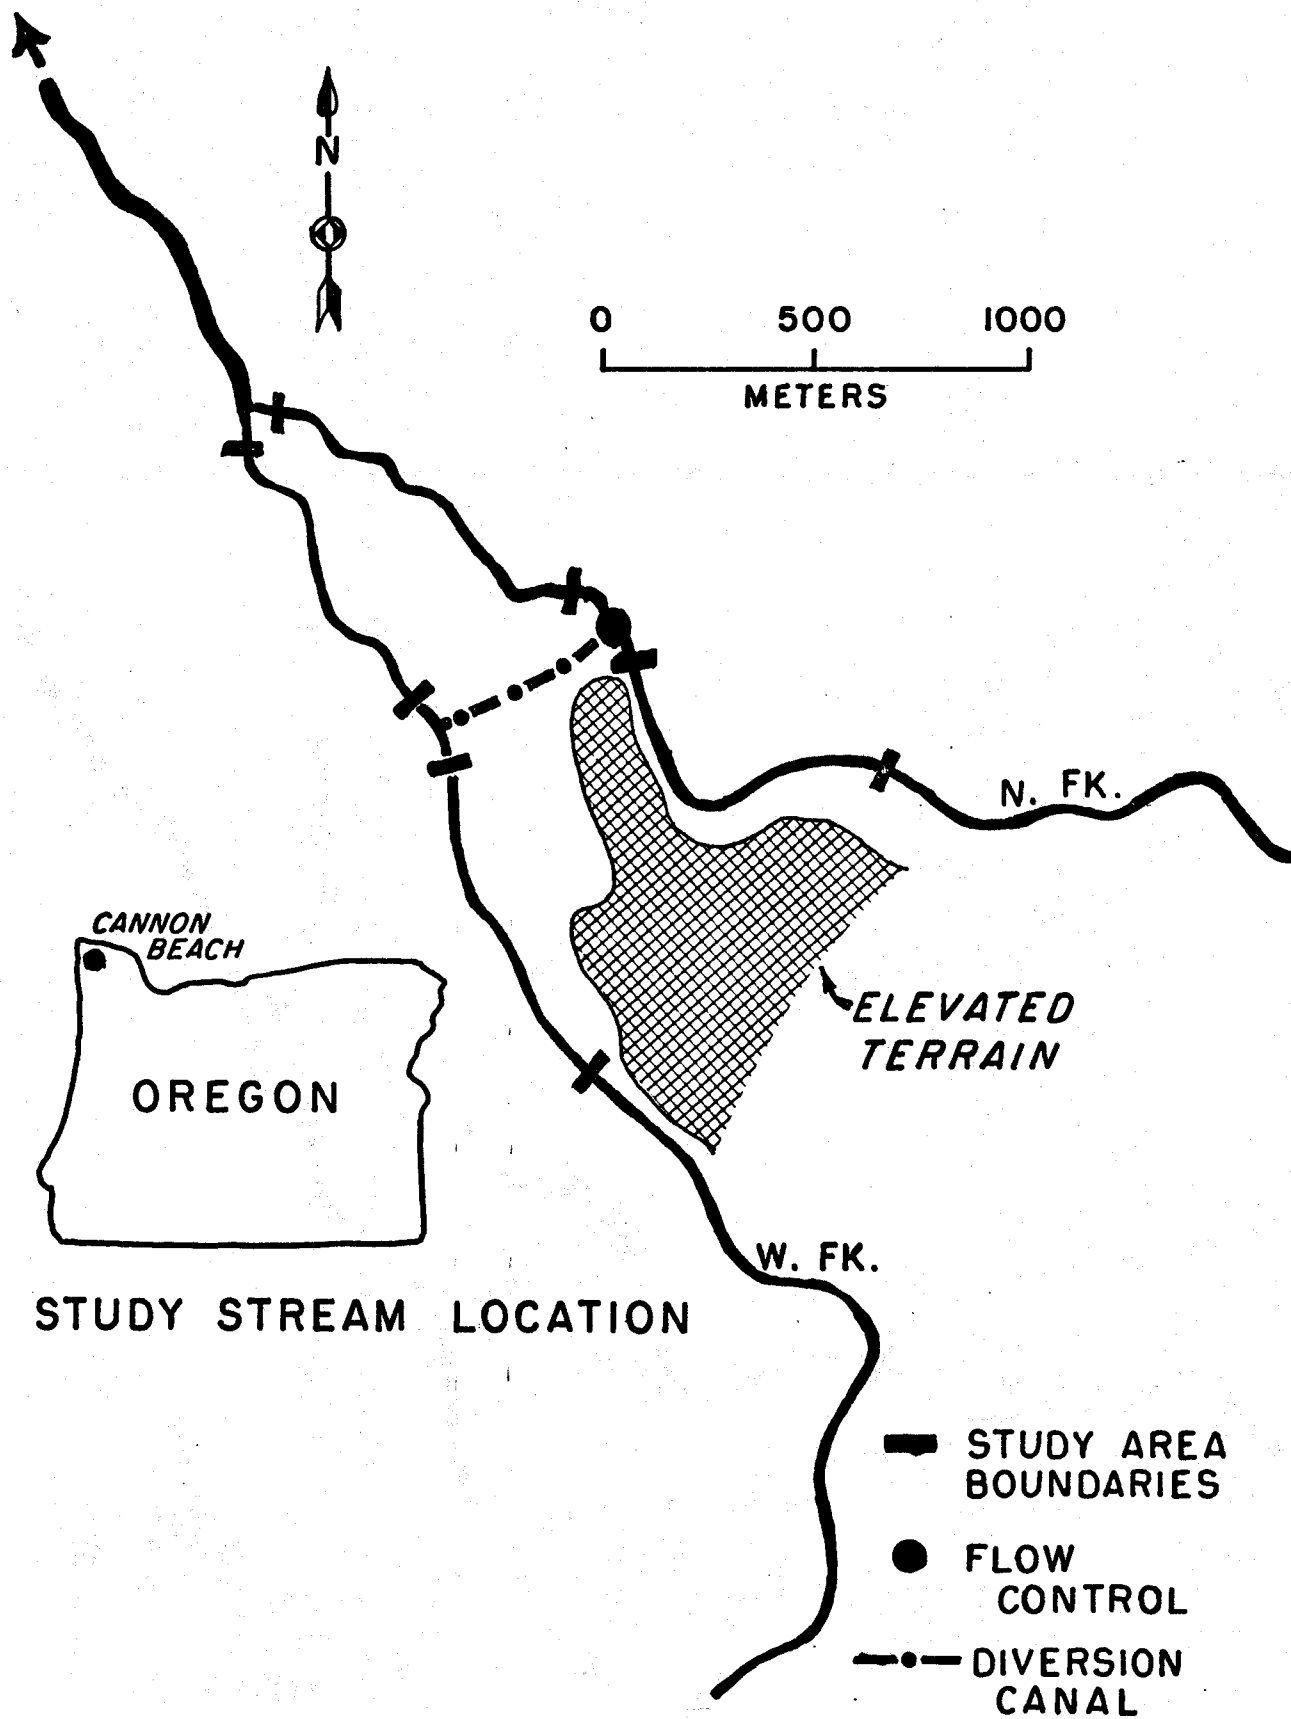 N
0 500 1000
METERS
N. FK.
CANNON
BEACH
ELEVATED
TERRAIN
OREGON
W. FK.
STUDY STREAM LOCATION
STUDY AREA
BOUNDARIES
FLOW
CONTROL
DIVERSION
CANAL